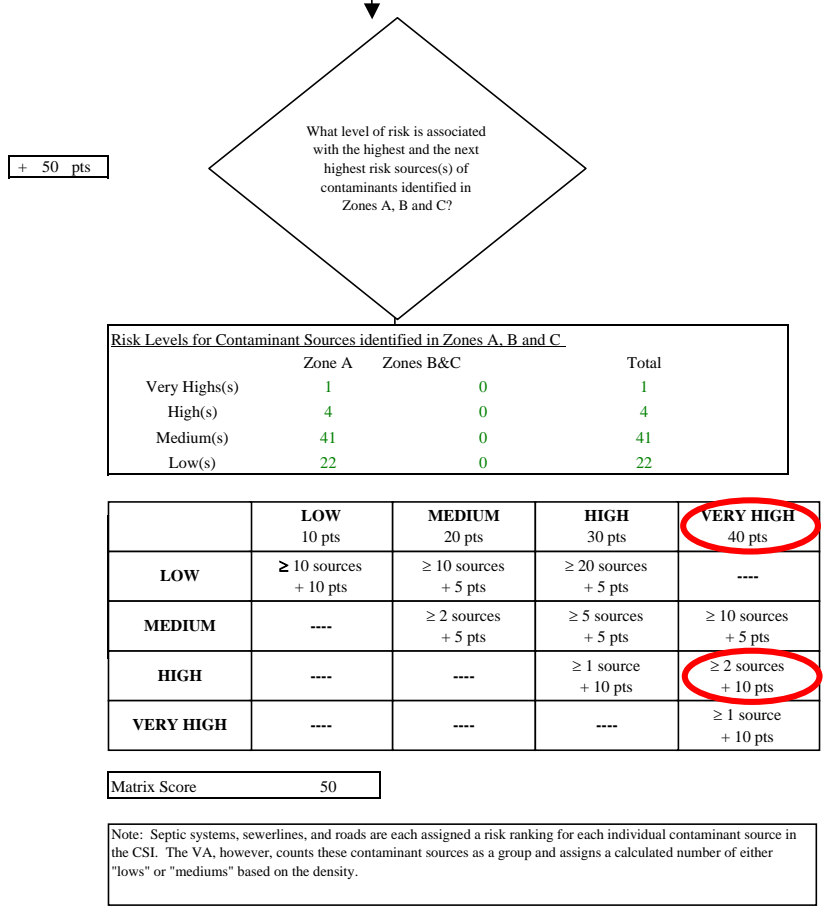 What level of risk is associated
with the highest and the next
highest risk sources(s) of
contaminants identified in
Zones A, B and C?
+ 50 pts
Risk Levels for Contaminant Sources identified in Zones A, B and C
Zone A Zones B&C Total
Very Highs(s) 1 0 1
High(s) 4 0 4
Medium(s) 41 0 41
Low(s) 22 0 22
LOW MEDIUM HIGH VERY HIGH
10 pts 20 pts 30 pts 40 pts
LOW ≥ 10 sources ≥ 10 sources ≥ 20 sources ----
+ 10 pts + 5 pts + 5 pts
MEDIUM ---- ≥ 2 sources ≥ 5 sources ≥ 10 sources
+ 5 pts + 5 pts + 5 pts
HIGH ---- ---- ≥ 1 source ≥ 2 sources
+ 10 pts + 10 pts
VERY HIGH ---- ---- ---- ≥ 1 source
+ 10 pts
Matrix Score 50
Note: Septic systems, sewerlines, and roads are each assigned a risk ranking for each individual contaminant source in
the CSI. The VA, however, counts these contaminant sources as a group and assigns a calculated number of either
"lows" or "mediums" based on the density.